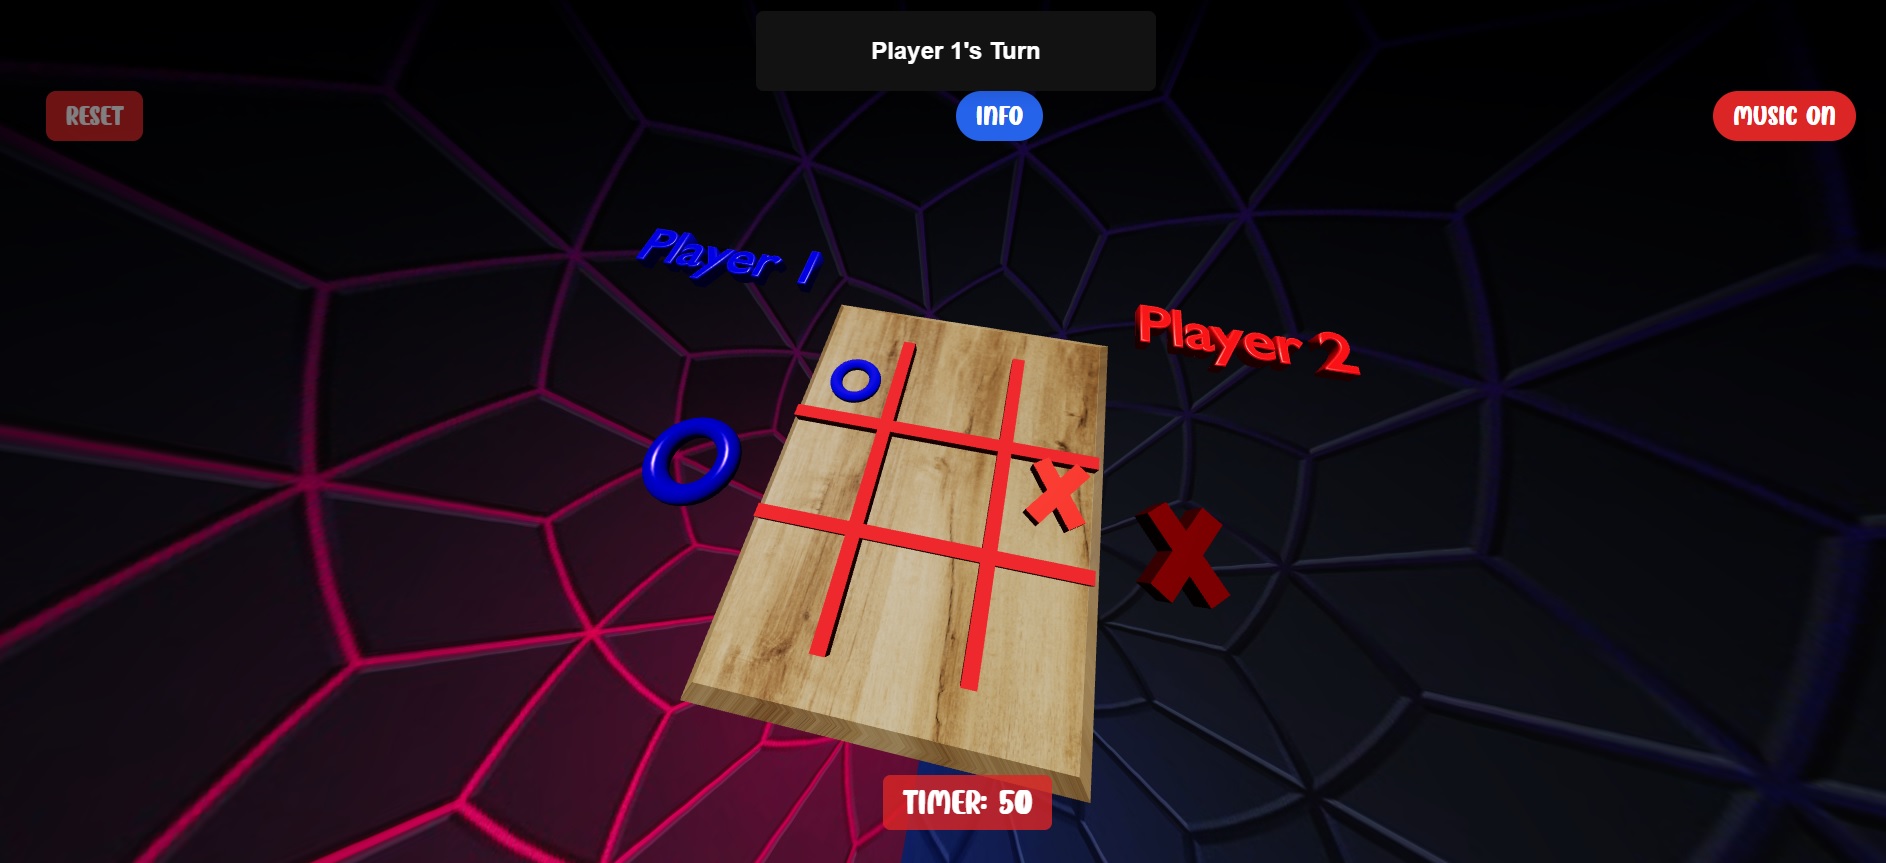 Player 1's Turn
RESET
INFO
MUSIC ON
Player 1
Player 2
TIMER: 50